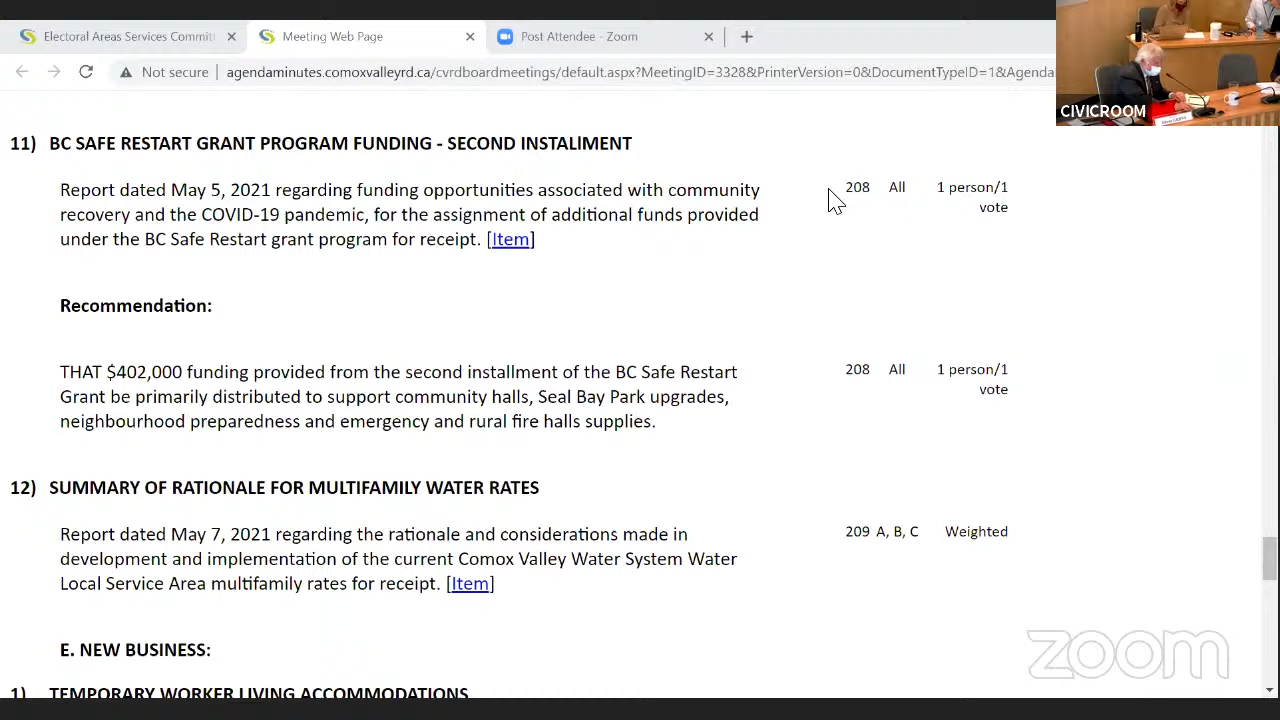 Electoral Areas Services Commit
Meeting Web Page
Post Attendee - Zoom
Not secure
agendaminutes.comoxvalleyrd.ca/cvrdboardmeetings/default.aspx?MeetingID=3328&PrinterVersion=0&DocumentTypeID=1&Agenda
CIVICROOM
11) BC SAFE RESTART GRANT PROGRAM FUNDING - SECOND INSTALlMENT
Report dated May 5, 2021 regarding funding opportunities associated with community 208 All 1 person/1
recovery and the COVID-19 pandemic, for the assignment of additional funds provided vote
under the BC Safe Restart grant program for receipt. [Item]
Recommendation:
THAT $402,000 funding provided from the second installment of the BC Safe Restart 208 All 1 person/1
Grant be primarily distributed to support community halls, Seal Bay Park upgrades, vote
neighbourhood preparedness and emergency and rural fire halls supplies.
12) SUMMARY OF RATIONALE FOR MULTIFAMILY WATER RATES
Report dated May 7, 2021 regarding the rationale and considerations made in 209 A, B, C Weighted
development and implementation of the current Comox Valley Water System Water
Local Service Area multifamily rates for receipt. [Item]
E. NEW BUSINESS:
zoom
1) TEMPORARY WORKER LIVING ACCOMMODATIONS